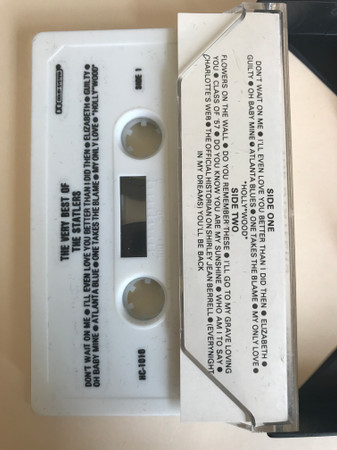 SIDE ONE
DON'T WAIT ON ME ● I'LL EVEN LOVE YOU BETTER THAN I DID THEN ● ELIZABETH ●
GUILTY ● OH BABY MINE ● ATLANTA BLUES ● ONE TAKES THE BLAME ● MY ONLY LOVE ●
"HOLLY"WOOD"
SIDE TWO
FLOWERS ON THE WALL ● DO YOU REMEMBER THESE ● I'LL GO TO MY GRAVE LOVING
YOU ● CLASS OF '57 ● DO YOU KNOW YOU ARE MY SUNSHINE ● WHO AM I TO SAY ●
CHARLOTTE'S WEB ● THE OFFICIAL HISTORIAN ON SHIRLEY JEAN BERRELL ● (EVERYNIGHT
IN MY DREAMS) YOU'LL BE BACK
SIDE 1
HC-1016
THE VERY BEST OF
THE STATLERS
DON'T WAIT ON ME ● I'LL EVEN LOVE YOU BETTER THAN I DID THEN ● ELIZABETH ● GUILTY ●
OH BABY MINE ● ATLANTA BLUE ● ONE TAKES THE BLAME ● MY ONLY LOVE ● "HOLLY"WOOD"